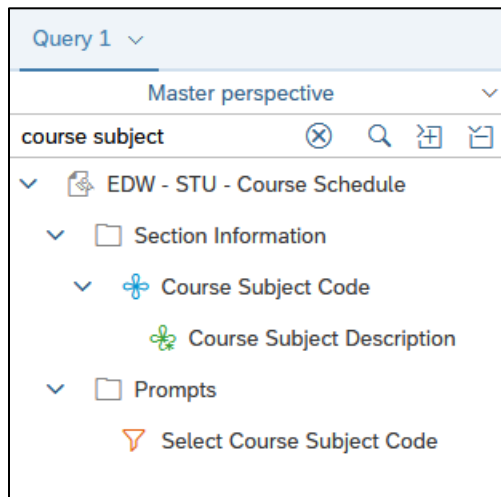 Query 1
Master perspective
course subject
EDW - STU - Course Schedule
Section Information
Course Subject Code
Course Subject Description
Prompts
Select Course Subject Code